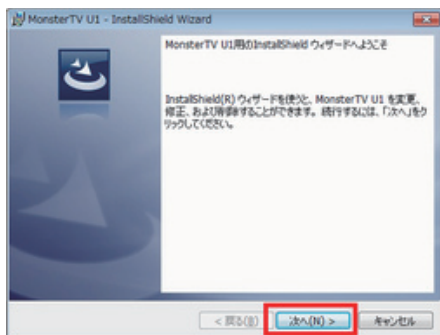 MonsterTV U1 - InstallShield Wizard
MonsterTV U1用のInstallShield ウィザードへようこそ
InstallShield(R) ウィザードを使うと、MonsterTV U1 を変更、
修正、および削除することができます。続行するには、「次へ」をク
リックしてください。
< 戻る(B)
次へ(N) >
キャンセル